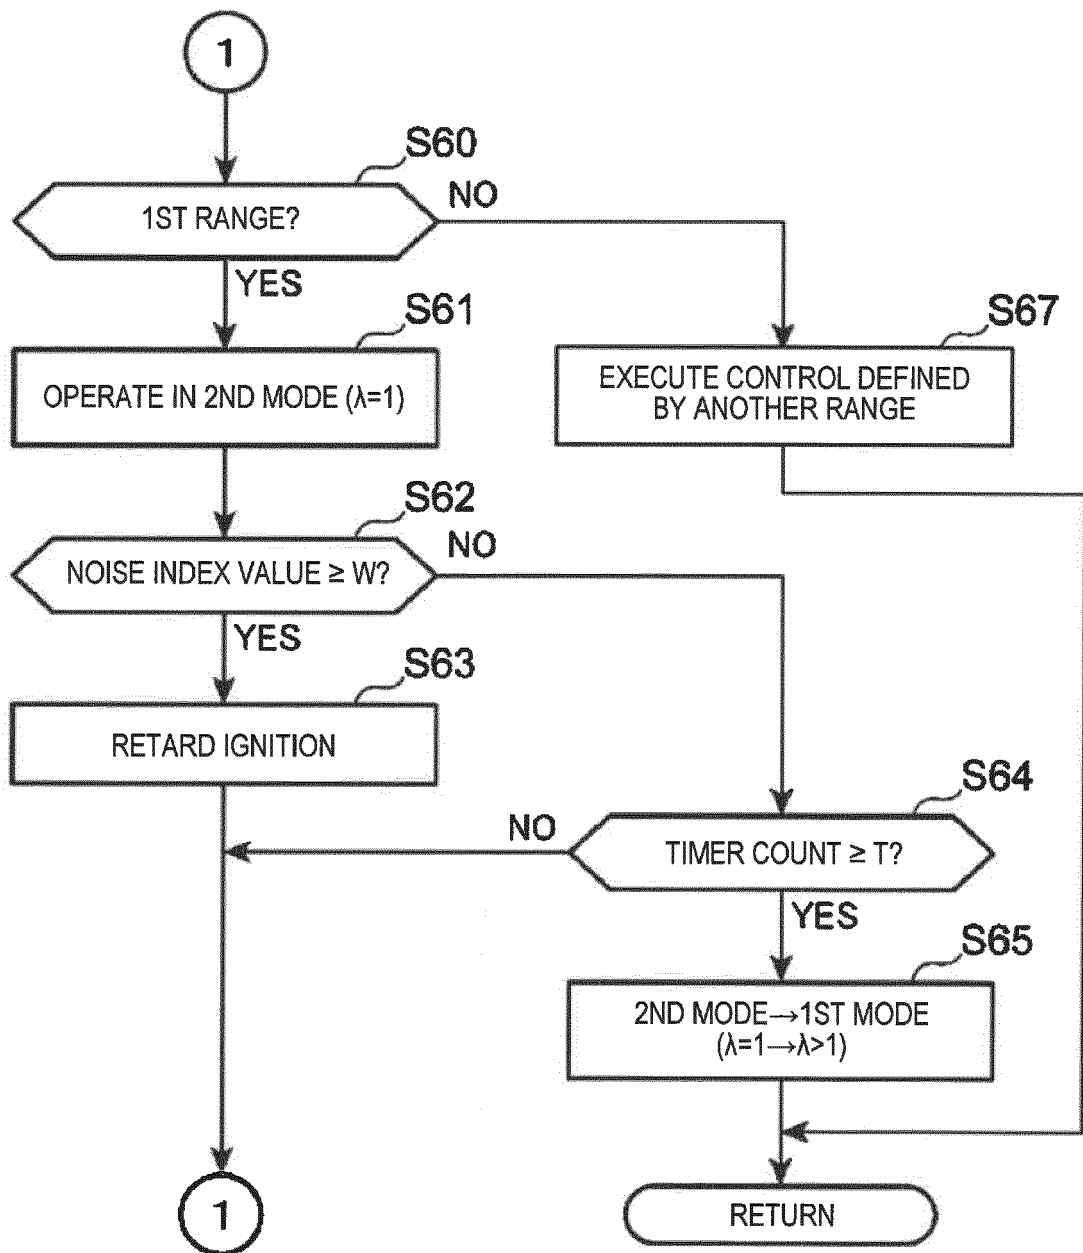 1
S60
1ST RANGE?
NO
YES
S61
OPERATE IN 2ND MODE (λ=1)
S67
EXECUTE CONTROL DEFINED
BY ANOTHER RANGE
S62
NOISE INDEX VALUE ≥ W?
NO
YES
S63
RETARD IGNITION
S64
TIMER COUNT ≥ T?
NO
YES
S65
2ND MODE→1ST MODE
(λ=1→λ>1)
1
RETURN